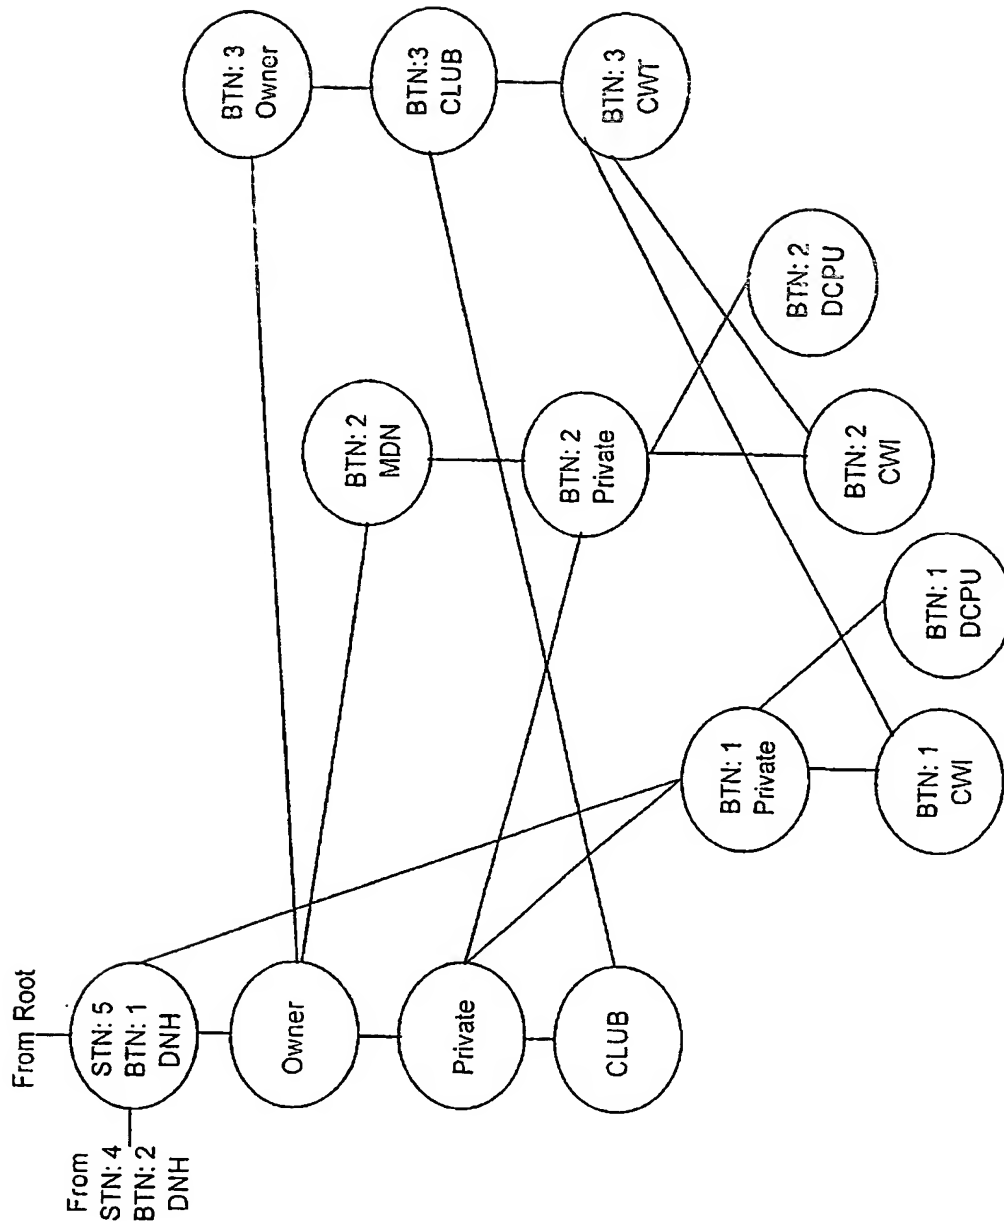 From Root
From
STN: 4
BTN: 2
DNH
STN: 5
BTN: 1
DNH
Owner
Private
CLUB
BTN: 1
Private
BTN: 1
CWI
BTN: 1
DCPU
BTN: 2
MDN
BTN: 2
Private
BTN: 2
CWI
BTN: 2
DCPU
BTN: 3
Owner
BTN:3
CLUB
BTN: 3
CWT